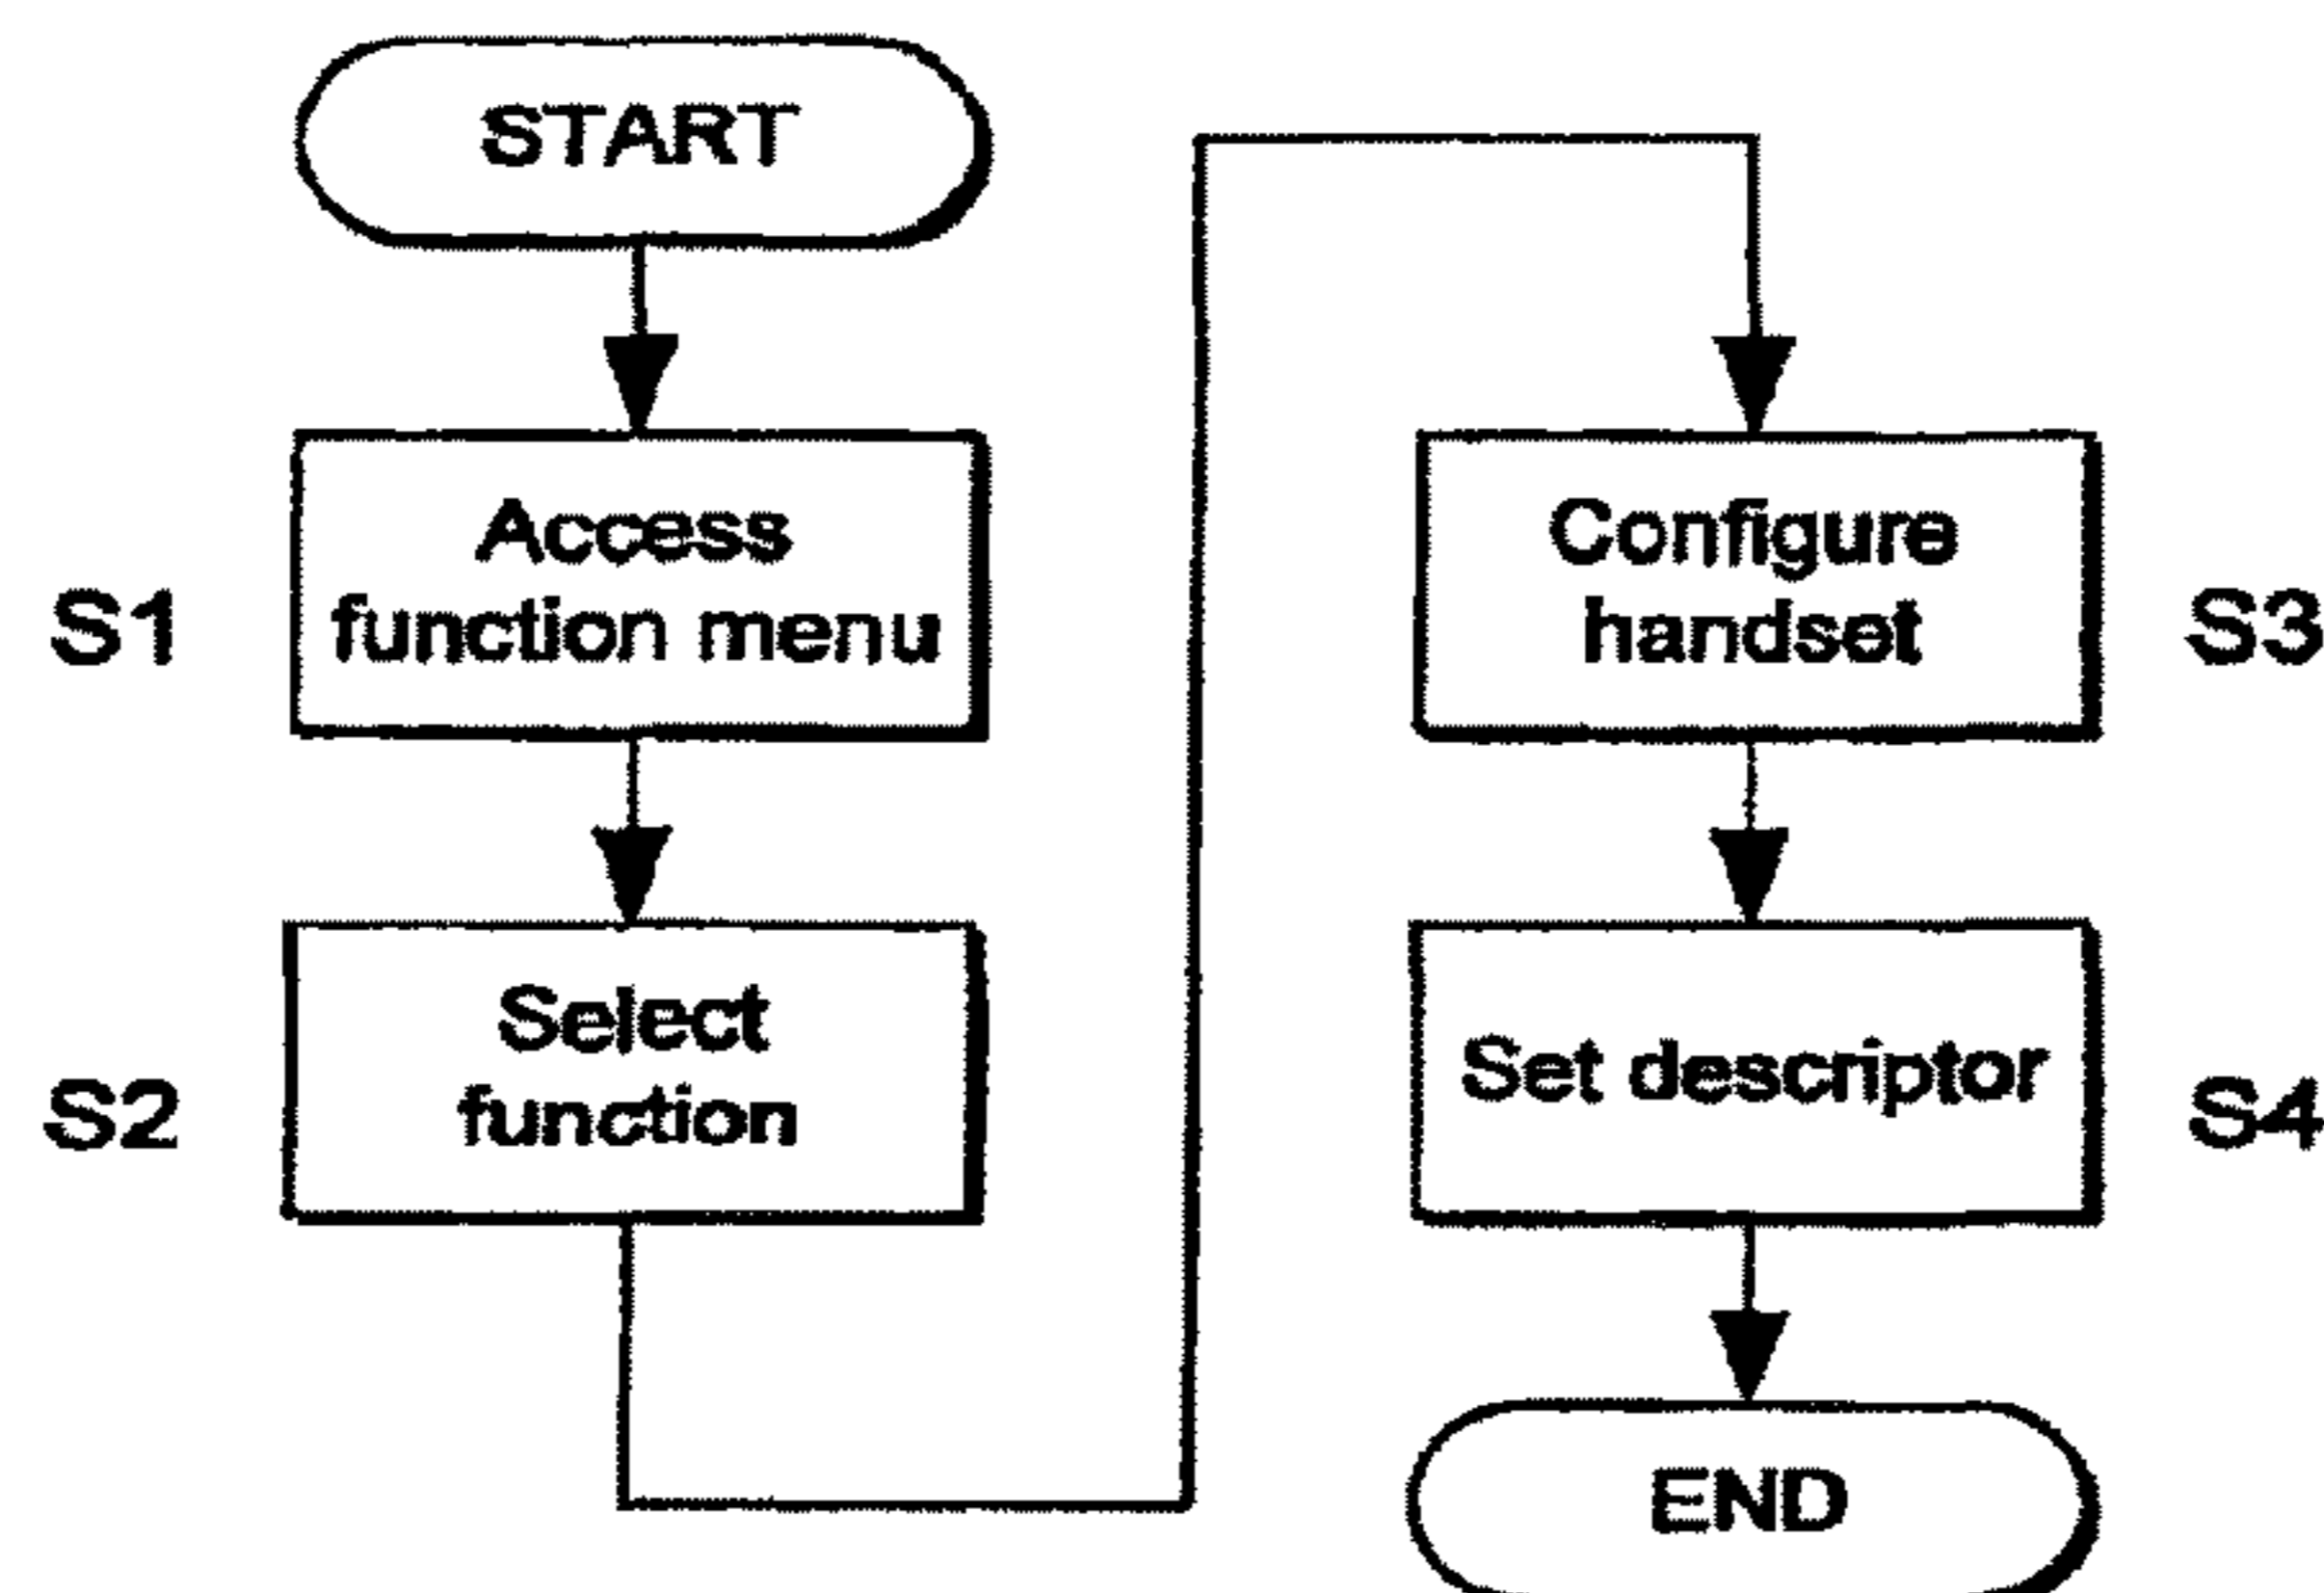 START
S1
Access
function menu
S2
Select
function
Configure
handset
S3
Set descriptor
S4
END